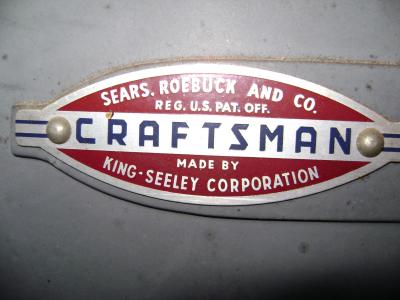 SEARS, ROEBUCK AND CO.
REG. U.S. PAT. OFF.
CRAFTSMAN
MADE BY
KING-SEELEY CORPORATION